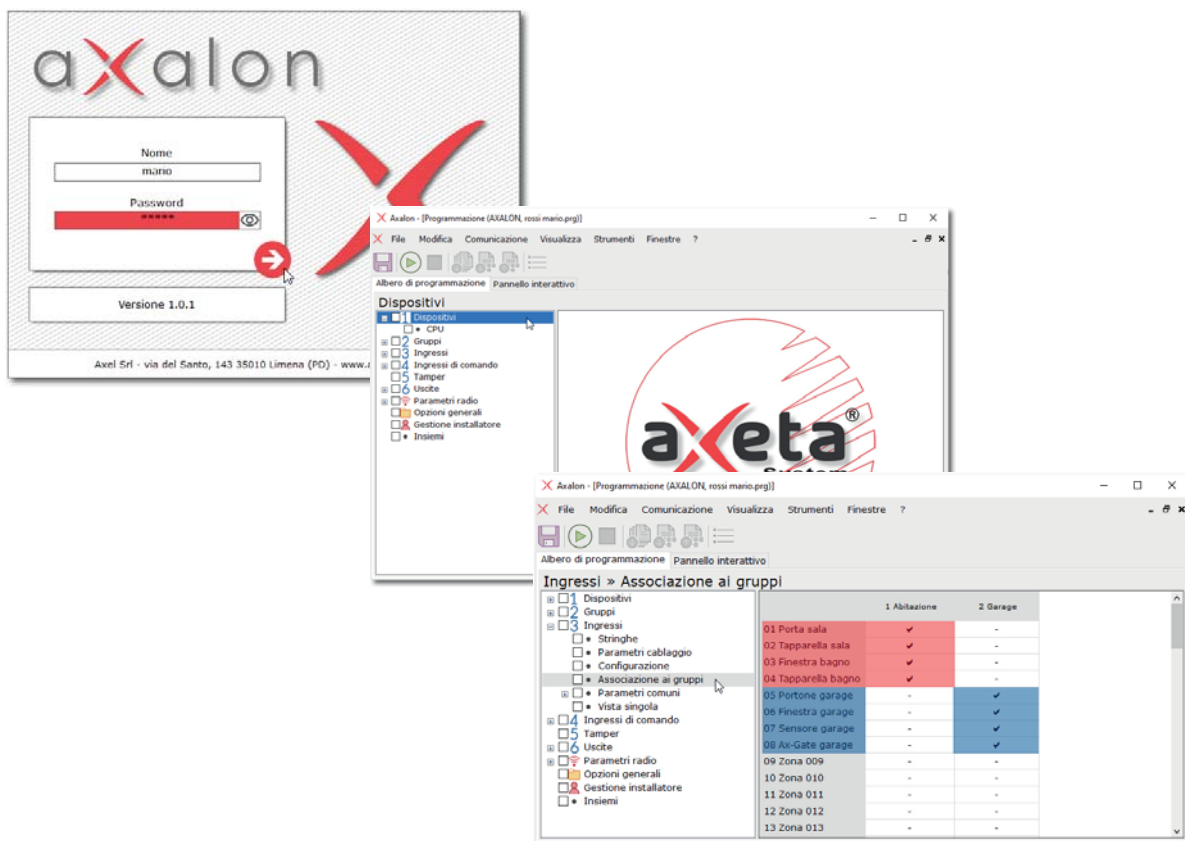 axalon
Nome
mario
Password
*****
Versione 1.0.1
Axel Srl - via del Santo, 143 35010 Limena (PD) - www.
Axalon - [Programmazione (AXALON, rossi mario.prg)]
File Modifica Comunicazione Visualizza Strumenti Finestre ?
Albero di programmazione Pannello interattivo
Dispositivi
1 Dispositivi
CPU
2 Gruppi
3 Ingressi
4 Ingressi di comando
5 Tamper
6 Uscite
Parametri radio
Opzioni generali
Gestione installatore
Insiemi
axeta®
Axalon - [Programmazione (AXALON, rossi mario.prg)]
File Modifica Comunicazione Visualizza Strumenti Finestre ?
Albero di programmazione Pannello interattivo
Ingressi » Associazione ai gruppi
1 Dispositivi
2 Gruppi
3 Ingressi
Stringhe
Parametri cablaggio
Configurazione
Associazione ai gruppi
Parametri comuni
Vista singola
4 Ingressi di comando
5 Tamper
6 Uscite
Parametri radio
Opzioni generali
Gestione installatore
Insiemi
1 Abitazione 2 Garage
01 Porta sala ✔ -
02 Tapparella sala ✔ -
03 Finestra bagno ✔ -
04 Tapparella bagno ✔ -
05 Portone garage - ✔
06 Finestra garage - ✔
07 Sensore garage - ✔
08 Ax-Gate garage - ✔
09 Zona 009 - -
10 Zona 010 - -
11 Zona 011 - -
12 Zona 012 - -
13 Zona 013 - -